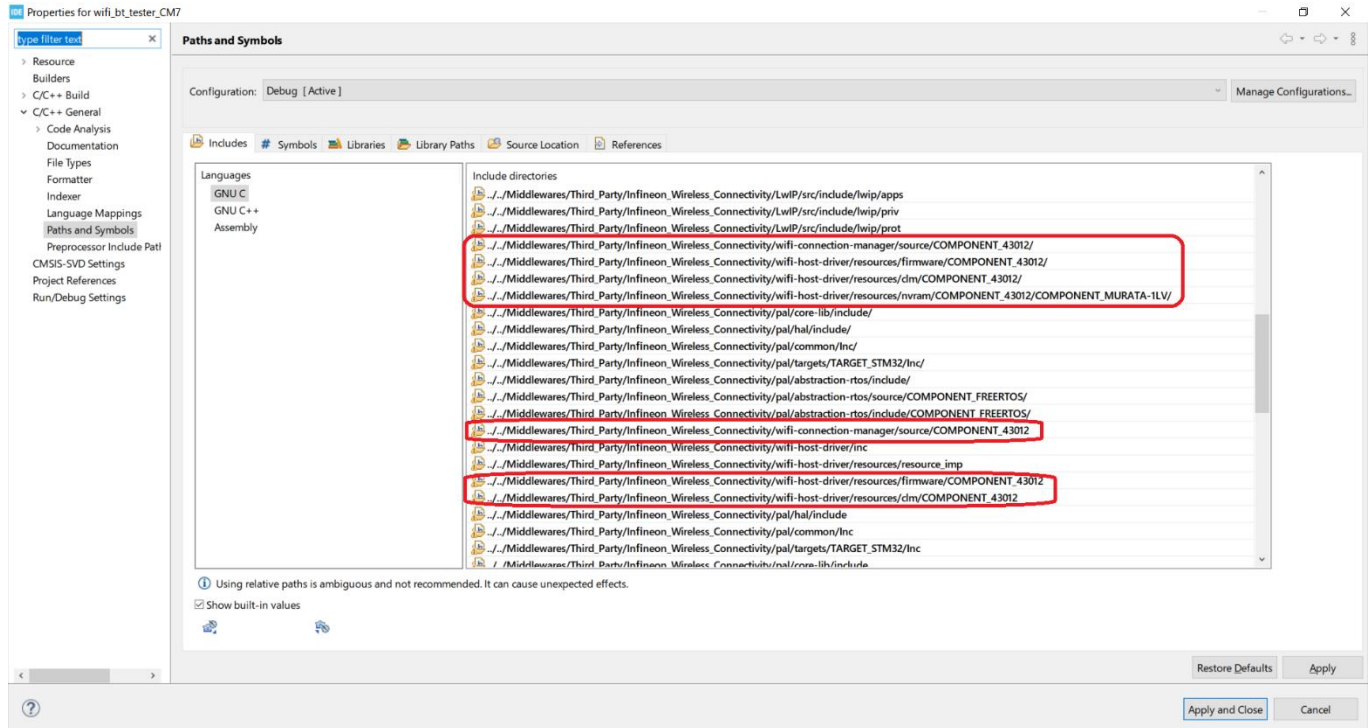 IDE Properties for wifi_bt_tester_CM7
type filter text
Paths and Symbols
Resource
Builders
C/C++ Build
C/C++ General
Code Analysis
Documentation
File Types
Formatter
Indexer
Language Mappings
Paths and Symbols
Preprocessor Include Patl
CMSIS-SVD Settings
Project References
Run/Debug Settings
Configuration: Debug [ Active ]
Manage Configurations...
Includes # Symbols Libraries Library Paths Source Location References
Languages
GNU C
GNU C++
Assembly
Include directories
../../Middlewares/Third_Party/Infineon_Wireless_Connectivity/LwIP/src/include/lwip/apps
../../Middlewares/Third_Party/Infineon_Wireless_Connectivity/LwIP/src/include/lwip/priv
../../Middlewares/Third_Party/Infineon_Wireless_Connectivity/LwIP/src/include/lwip/prot
../../Middlewares/Third_Party/Infineon_Wireless_Connectivity/wifi-connection-manager/source/COMPONENT_43012/
../../Middlewares/Third_Party/Infineon_Wireless_Connectivity/wifi-host-driver/resources/firmware/COMPONENT_43012/
../../Middlewares/Third_Party/Infineon_Wireless_Connectivity/wifi-host-driver/resources/clm/COMPONENT_43012/
../../Middlewares/Third_Party/Infineon_Wireless_Connectivity/wifi-host-driver/resources/nvram/COMPONENT_43012/COMPONENT_MURATA-1LV/
../../Middlewares/Third_Party/Infineon_Wireless_Connectivity/pal/core-lib/include/
../../Middlewares/Third_Party/Infineon_Wireless_Connectivity/pal/hal/include/
../../Middlewares/Third_Party/Infineon_Wireless_Connectivity/pal/common/Inc/
../../Middlewares/Third_Party/Infineon_Wireless_Connectivity/pal/targets/TARGET_STM32/Inc/
../../Middlewares/Third_Party/Infineon_Wireless_Connectivity/pal/abstraction-rtos/include/
../../Middlewares/Third_Party/Infineon_Wireless_Connectivity/pal/abstraction-rtos/source/COMPONENT_FREERTOS/
../../Middlewares/Third_Party/Infineon_Wireless_Connectivity/pal/abstraction-rtos/include/COMPONENT_FREERTOS/
../../Middlewares/Third_Party/Infineon_Wireless_Connectivity/wifi-connection-manager/source/COMPONENT_43012
../../Middlewares/Third_Party/Infineon_Wireless_Connectivity/wifi-host-driver/inc
../../Middlewares/Third_Party/Infineon_Wireless_Connectivity/wifi-host-driver/resources/resource_imp
../../Middlewares/Third_Party/Infineon_Wireless_Connectivity/wifi-host-driver/resources/firmware/COMPONENT_43012
../../Middlewares/Third_Party/Infineon_Wireless_Connectivity/wifi-host-driver/resources/clm/COMPONENT_43012
../../Middlewares/Third_Party/Infineon_Wireless_Connectivity/pal/hal/include
../../Middlewares/Third_Party/Infineon_Wireless_Connectivity/pal/common/Inc
../../Middlewares/Third_Party/Infineon_Wireless_Connectivity/pal/targets/TARGET_STM32/Inc
../../Middlewares/Third_Party/Infineon_Wireless_Connectivity/pal/core-lib/include
Using relative paths is ambiguous and not recommended. It can cause unexpected effects.
Show built-in values
Restore Defaults
Apply
Apply and Close
Cancel